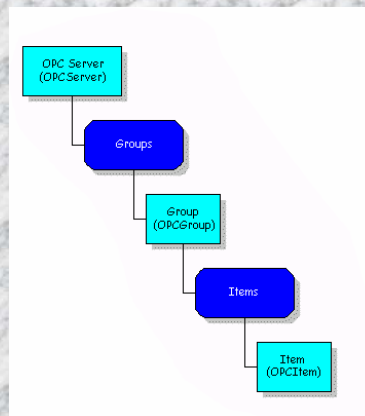 OPC Server
(OPCServer)
Groups
Group
(OPCGroup)
Items
Item
(OPCItem)